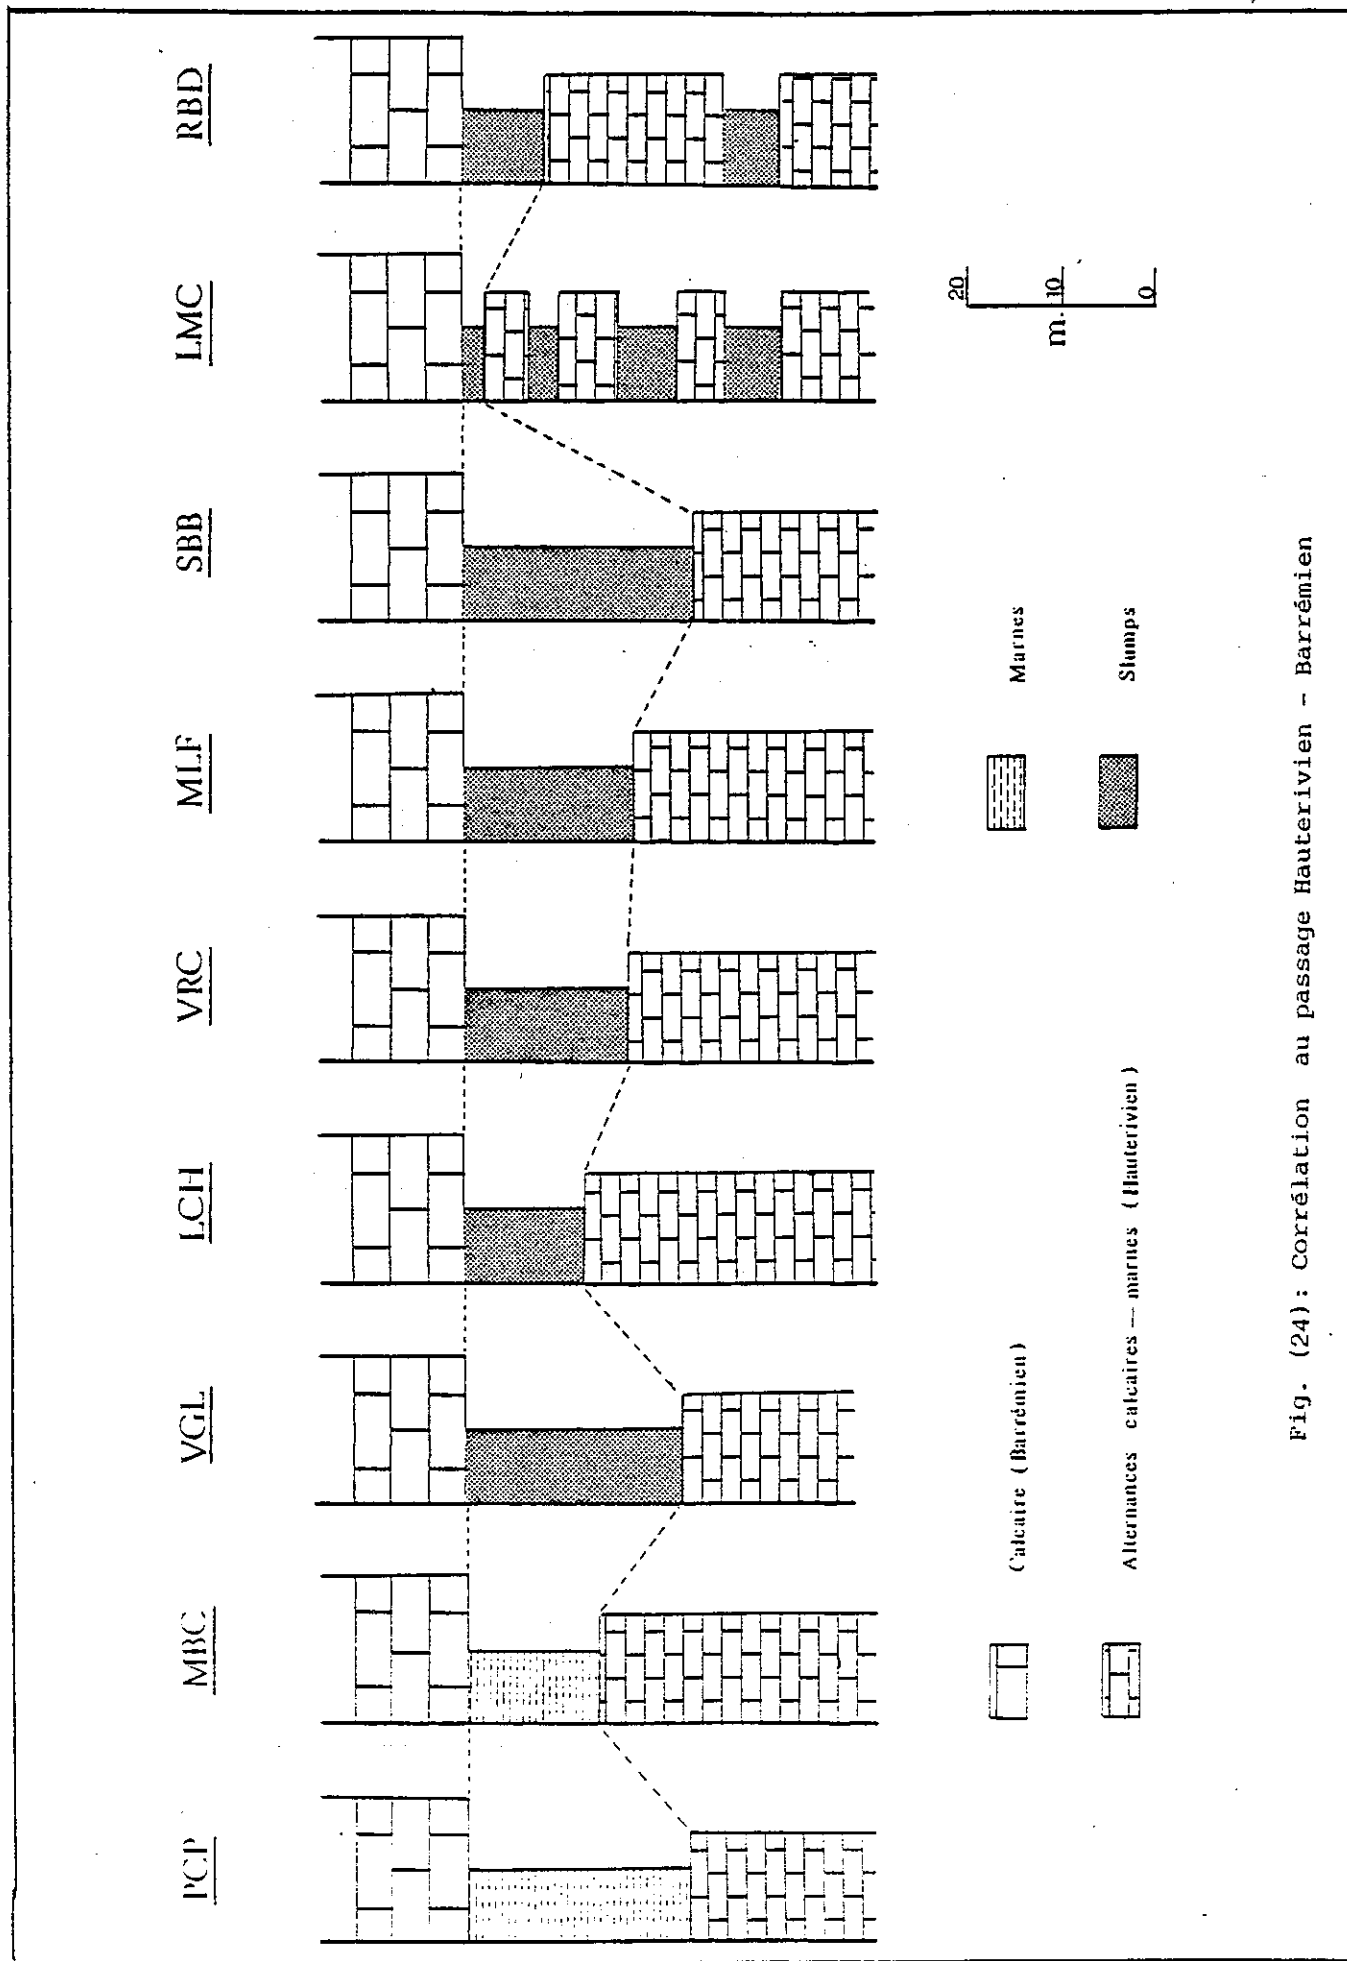 PCP MBC VGL LCH VRC MLF SBB LMC RBD
20
m. 10
0
Calcaire (Barrémien)
Marnes
Alternances calcaires — marnes (Hauterivien)
Slumps
Fig. (24): Corrélation au passage Hauterivien - Barrémien